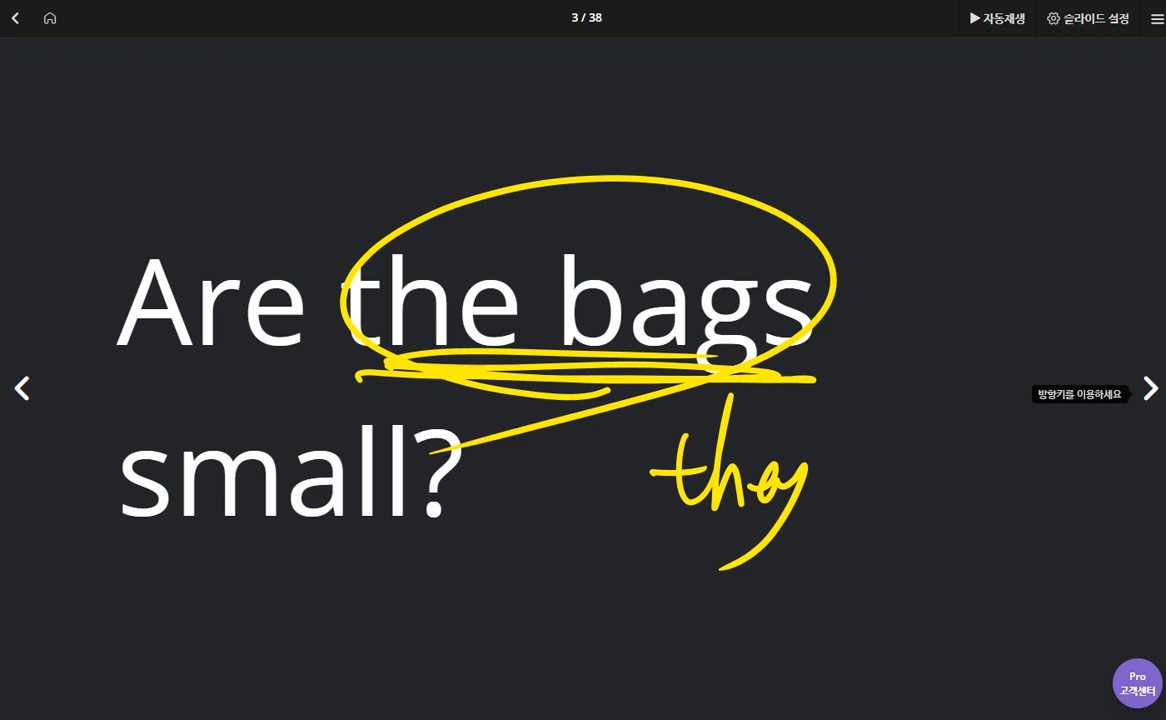 3 / 38
▶ 자동재생
슬라이드 설정
Are the bags
small?
they
방향키를 이용하세요
Pro
고객센터